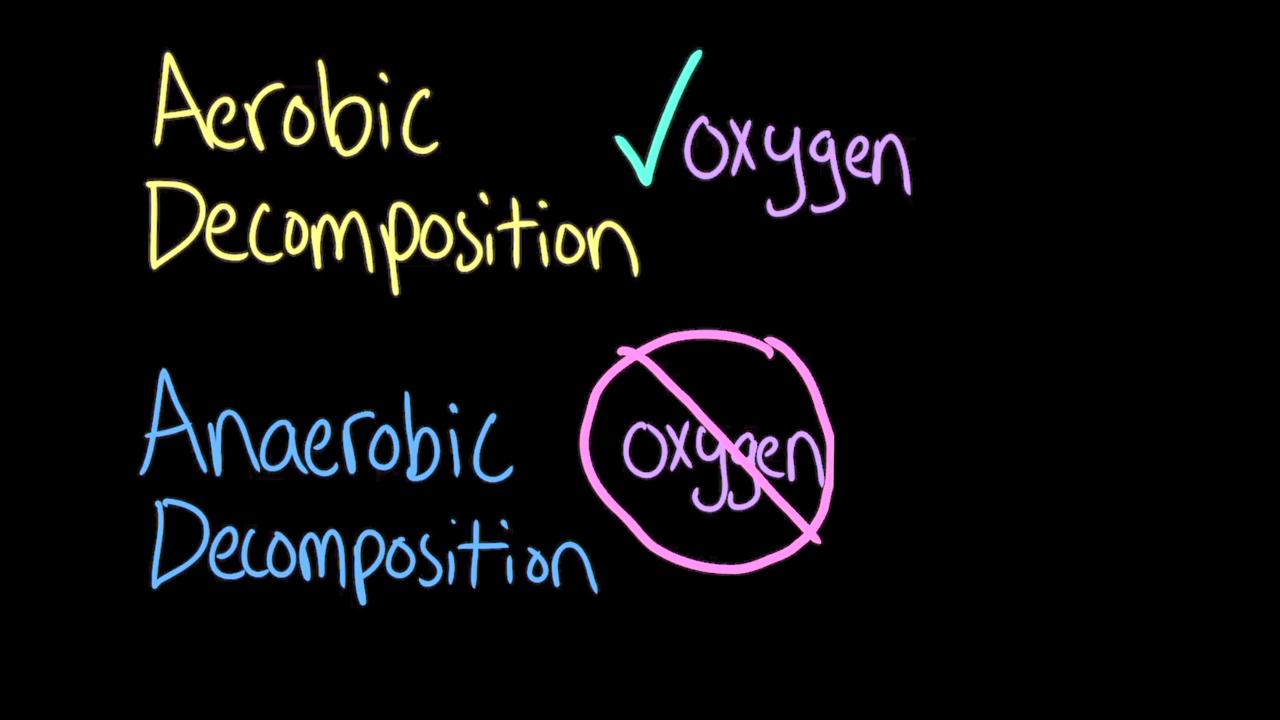 Aerobic
Decomposition
oxygen
Anaerobic
Decomposition
oxygen